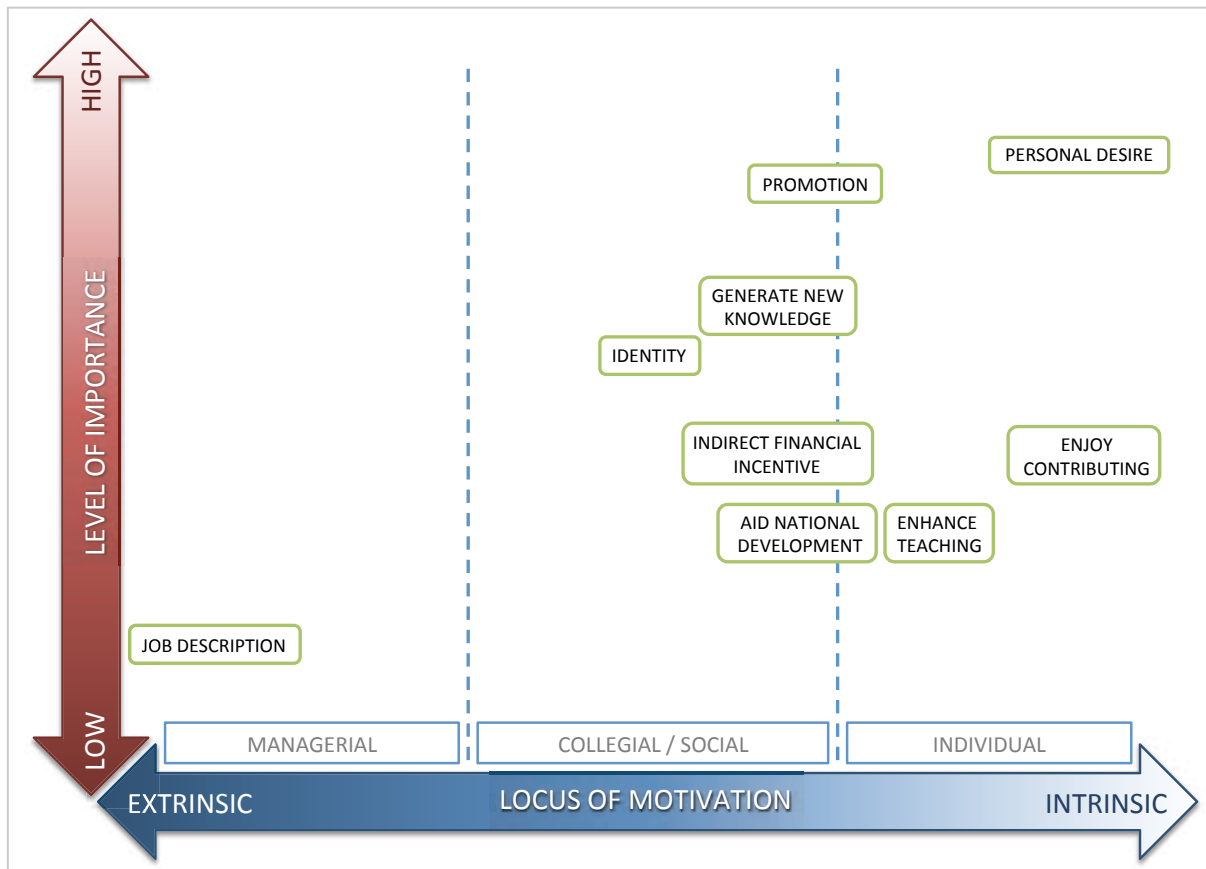 HIGH
LEVEL OF IMPORTANCE
LOW
PERSONAL DESIRE
PROMOTION
GENERATE NEW
KNOWLEDGE
IDENTITY
INDIRECT FINANCIAL
INCENTIVE
ENJOY
CONTRIBUTING
AID NATIONAL
DEVELOPMENT
ENHANCE
TEACHING
JOB DESCRIPTION
MANAGERIAL
COLLEGIAL / SOCIAL
INDIVIDUAL
EXTRINSIC
LOCUS OF MOTIVATION
INTRINSIC